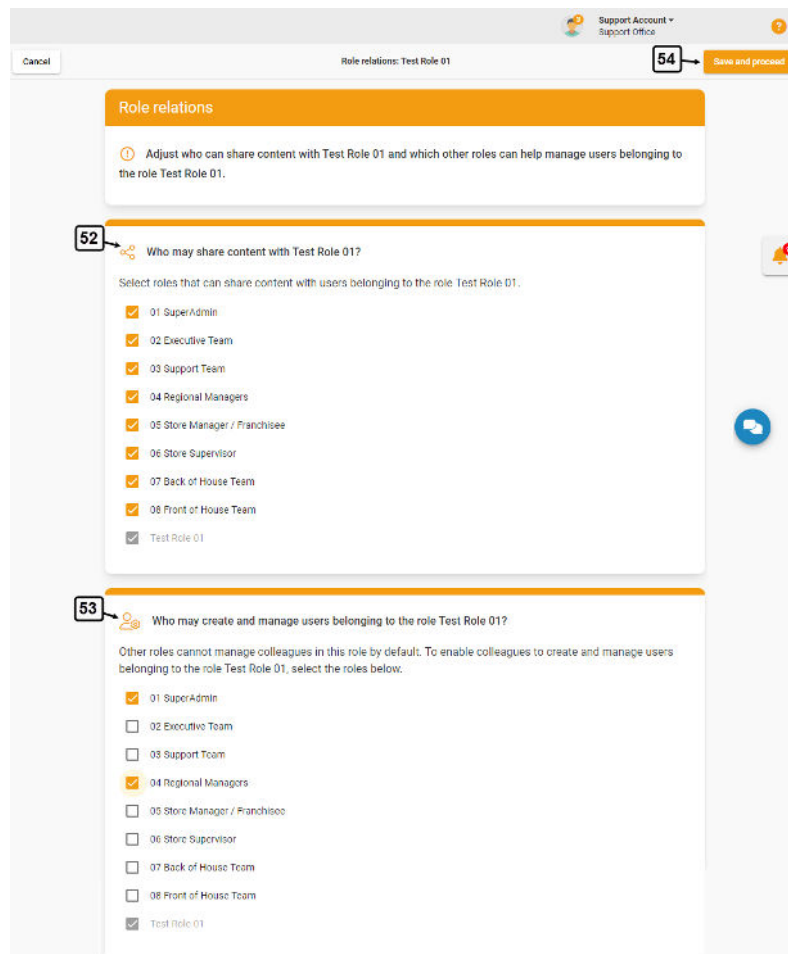 Support Account
Support Office
Cancel
Role relations: Test Role 01
54
Save and proceed
Role relations
Adjust who can share content with Test Role 01 and which other roles can help manage users belonging to
the role Test Role 01.
52
Who may share content with Test Role 01?
Select roles that can share content with users belonging to the role Test Role 01.
01 SuperAdmin
02 Executive Team
03 Support Team
04 Regional Managers
05 Store Manager / Franchisee
06 Store Supervisor
07 Back of House Team
08 Front of House Team
Test Role 01
53
Who may create and manage users belonging to the role Test Role 01?
Other roles cannot manage colleagues in this role by default. To enable colleagues to create and manage users
belonging to the role Test Role 01, select the roles below.
01 SuperAdmin
02 Executive Team
03 Support Team
04 Regional Managers
05 Store Manager / Franchisee
06 Store Supervisor
07 Back of House Team
08 Front of House Team
Test Role 01